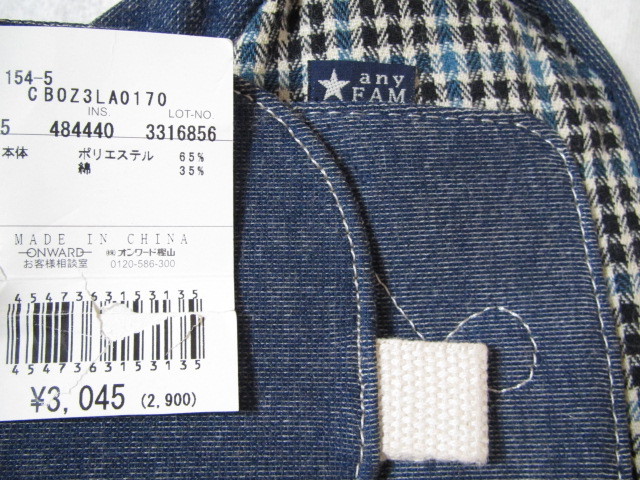 154-5
CB0Z3LA0170
INS. LOT-NO.
5 484440 3316856
本体 ポリエステル 65%
綿 35%
MADE IN CHINA
ONWARD ㈱オンワード樫山
お客様相談室 0120-586-300
4547363153135
4547363153135
¥3,045 (2,900)
any
FAM